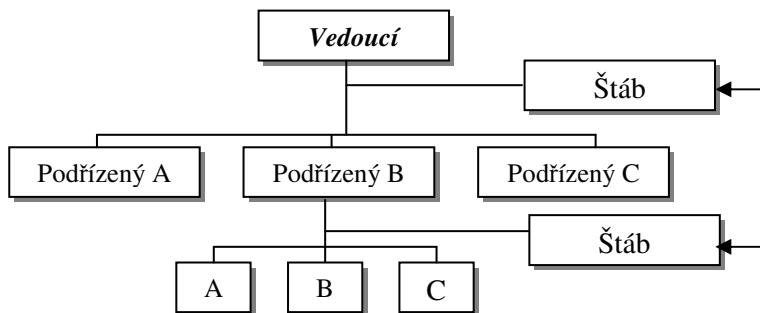 Vedoucí
Štáb
Podřízený A
Podřízený B
Podřízený C
Štáb
A
B
C